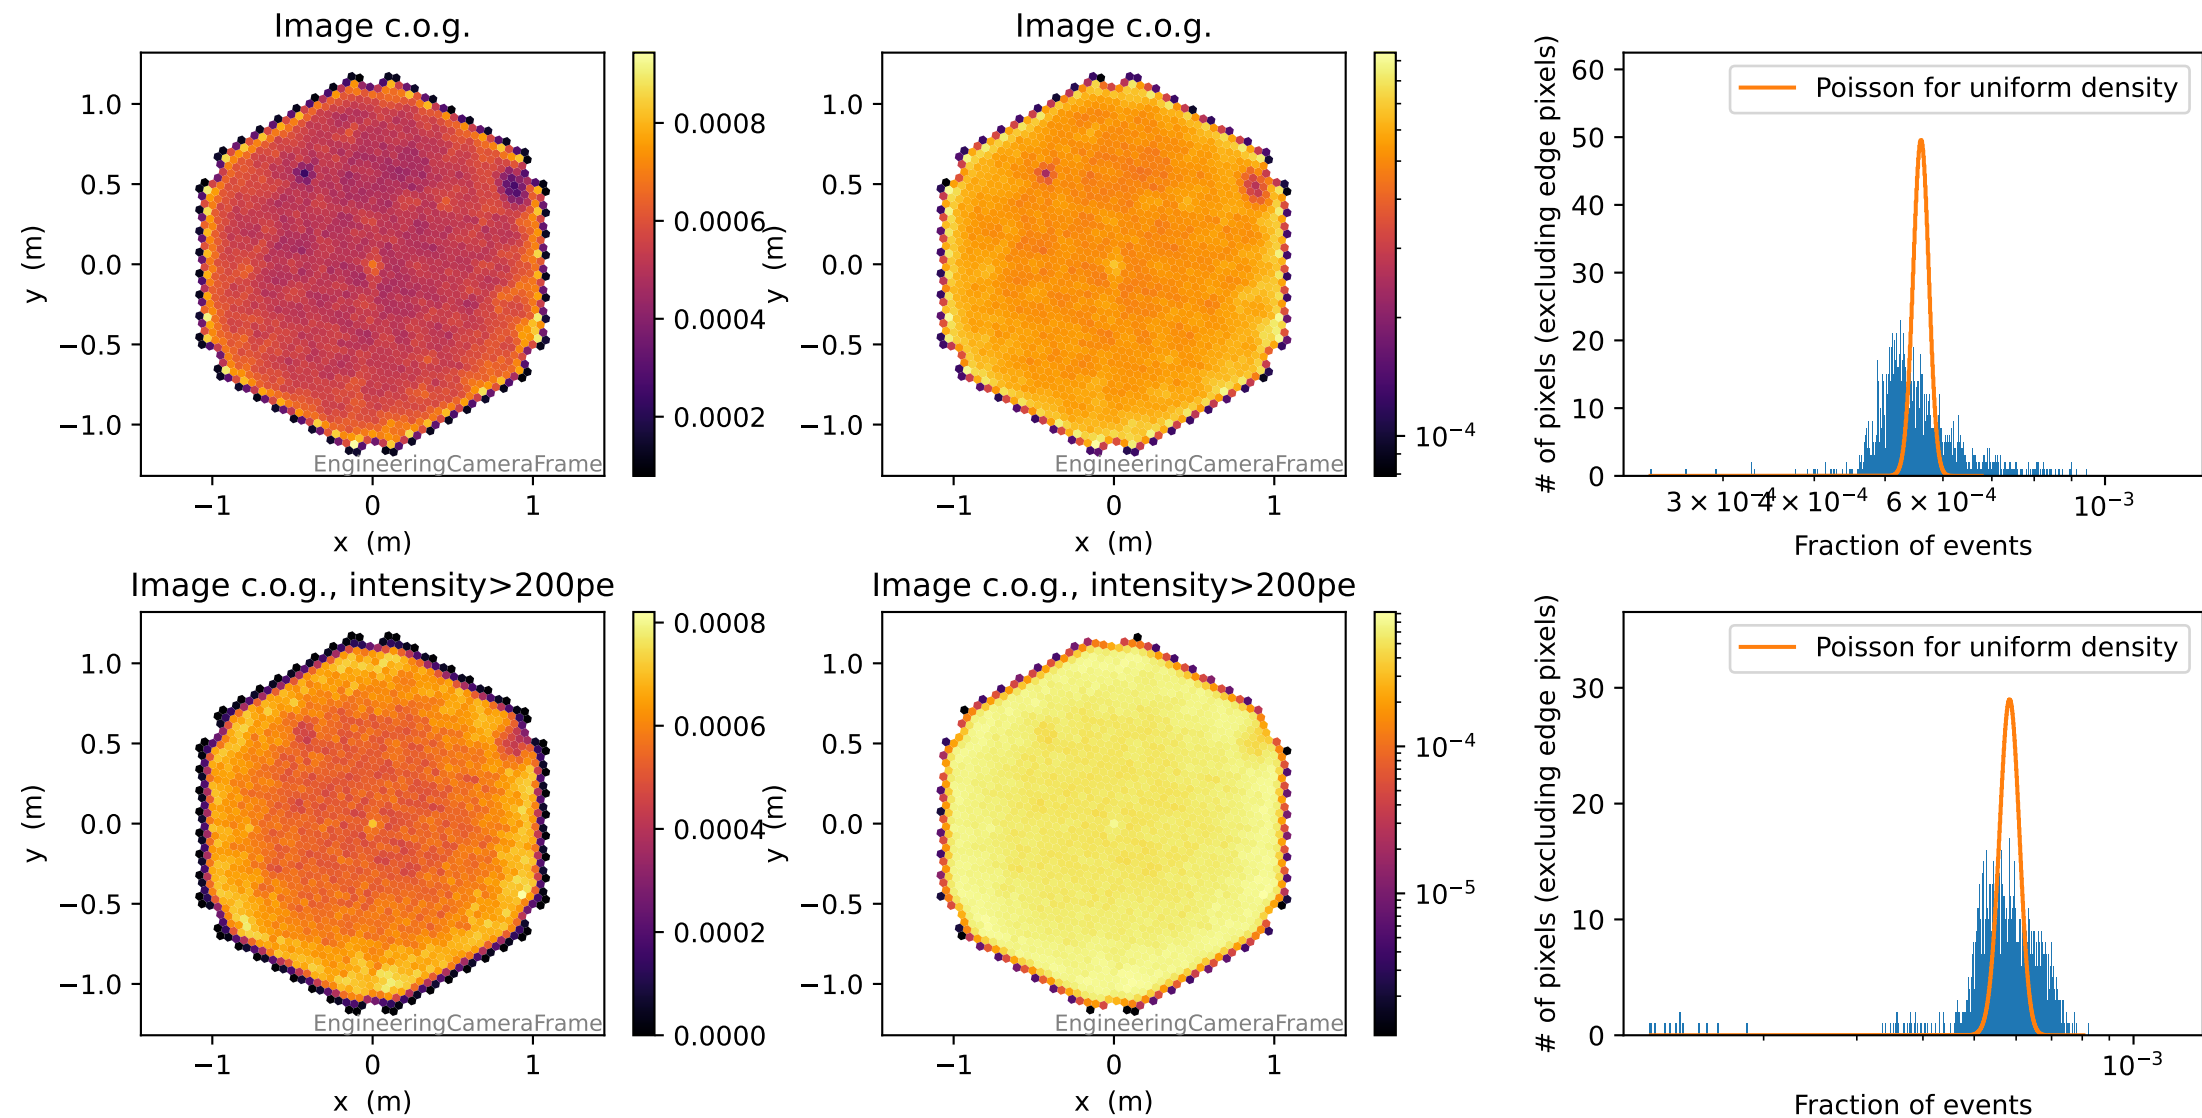 Image c.o.g.
1.0
0.5
0.0
−0.5
−1.0
y (m)
−1
0
1
x (m)
EngineeringCameraFrame
0.0008
0.0006
0.0004
0.0002
Image c.o.g.
1.0
0.5
0.0
−0.5
−1.0
y (m)
−1
0
1
x (m)
EngineeringCameraFrame
10⁻⁴
# of pixels (excluding edge pixels)
60
50
40
30
20
10
0
Poisson for uniform density
3 × 10⁻⁴
4 × 10⁻⁴
6 × 10⁻⁴
10⁻³
Fraction of events
Image c.o.g., intensity>200pe
1.0
0.5
0.0
−0.5
−1.0
y (m)
−1
0
1
x (m)
EngineeringCameraFrame
0.0008
0.0006
0.0004
0.0002
0.0000
Image c.o.g., intensity>200pe
1.0
0.5
0.0
−0.5
−1.0
y (m)
−1
0
1
x (m)
EngineeringCameraFrame
10⁻⁴
10⁻⁵
# of pixels (excluding edge pixels)
30
20
10
0
Poisson for uniform density
10⁻³
Fraction of events